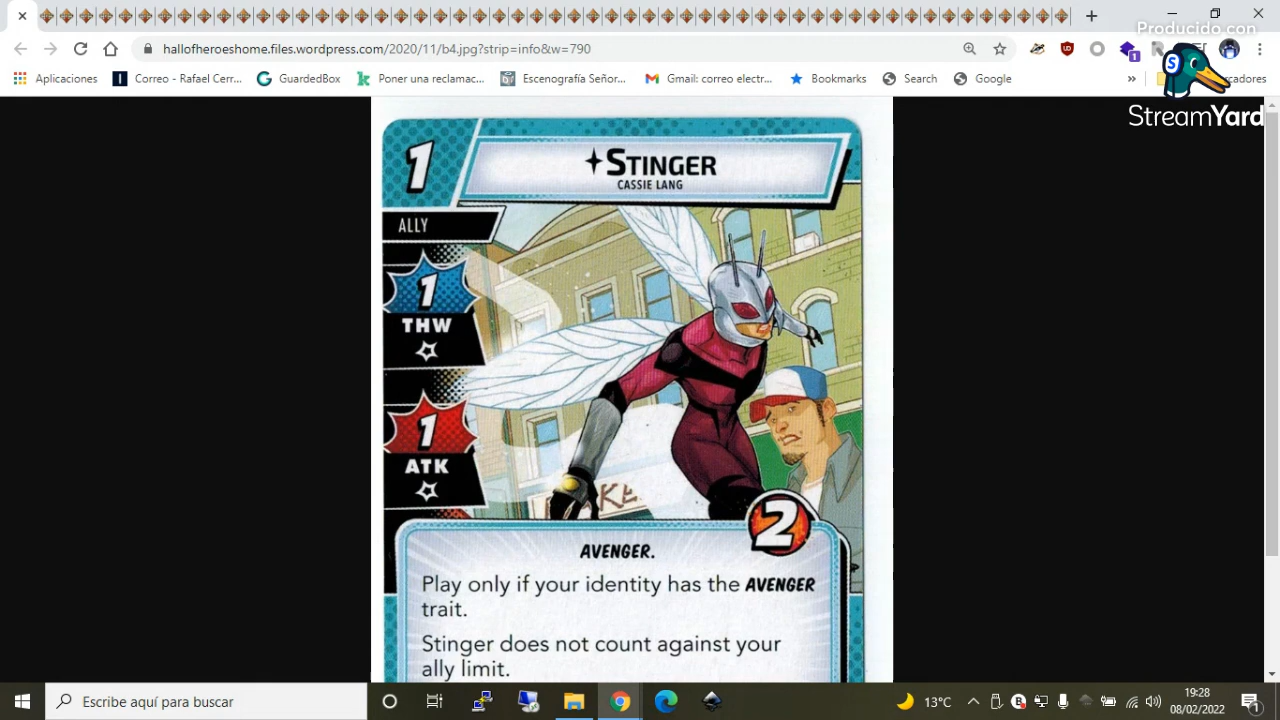 Producido con
StreamYard
hallofheroeshome.files.wordpress.com/2020/11/b4.jpg?strip=info&w=790
Aplicaciones
Correo - Rafael Cerr...
GuardedBox
Poner una reclamac...
Escenografía Señor...
Gmail: correo electr...
Bookmarks
Search
Google
1
STINGER
CASSIE LANG
ALLY
1
THW
1
ATK
2
AVENGER.
Play only if your identity has the AVENGER
trait.
Stinger does not count against your
ally limit.
Escribe aquí para buscar
13°C
19:28
08/02/2022